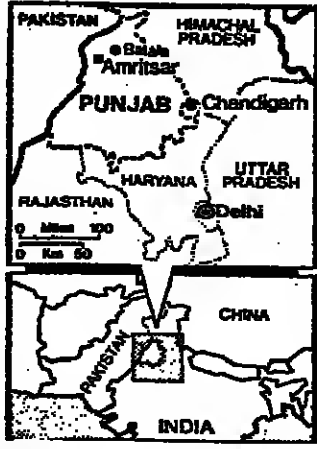 PAKISTAN
HIMACHAL
PRADESH
Batala
Amritsar
PUNJAB
Chandigarh
HARYANA
UTTAR
PRADESH
RAJASTHAN
Delhi
0 Miles 100
0 Kms 50
CHINA
PAKISTAN
INDIA